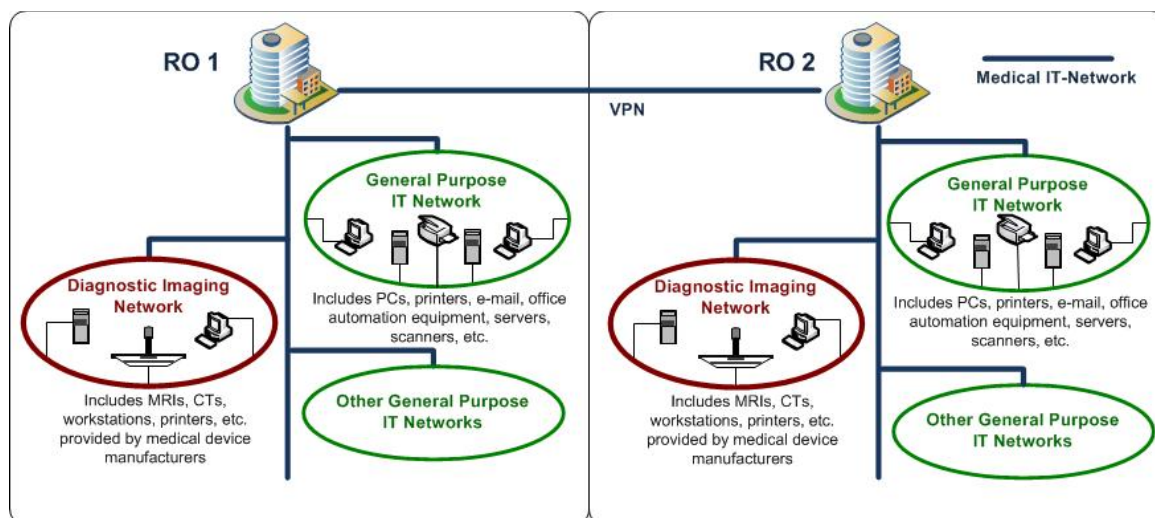 RO 1
VPN
General Purpose
IT Network
Includes PCs, printers, e-mail, office
automation equipment, servers,
scanners, etc.
Diagnostic Imaging
Network
Includes MRIs, CTs,
workstations, printers, etc.
provided by medical device
manufacturers
Other General Purpose
IT Networks
RO 2
Medical IT-Network
General Purpose
IT Network
Includes PCs, printers, e-mail, office
automation equipment, servers,
scanners, etc.
Diagnostic Imaging
Network
Includes MRIs, CTs,
workstations, printers, etc.
provided by medical device
manufacturers
Other General Purpose
IT Networks